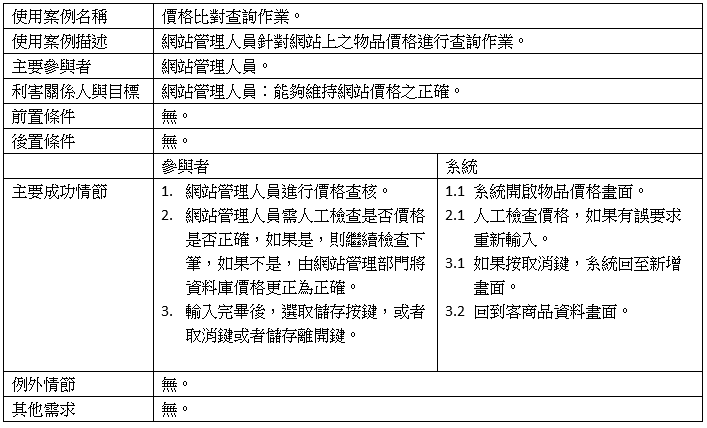 使用案例名稱 價格比對查詢作業。
使用案例描述 網站管理人員針對網站上之物品價格進行查詢作業。
主要參與者 網站管理人員。
利害關係人與目標 網站管理人員：能夠維持網站價格之正確。
前置條件 無。
後置條件 無。
參與者 系統
主要成功情節
1. 網站管理人員進行價格查核。
2. 網站管理人員需人工檢查是否價格
是否正確，如果是，則繼續檢查下
筆，如果不是，由網站管理部門將
資料庫價格更正為正確。
3. 輸入完畢後，選取儲存按鍵，或者
取消鍵或者儲存離開鍵。
1.1 系統開啟物品價格畫面。
2.1 人工檢查價格，如果有誤要求
重新輸入。
3.1 如果按取消鍵，系統回至新增
畫面。
3.2 回到客商品資料畫面。
例外情節 無。
其他需求 無。